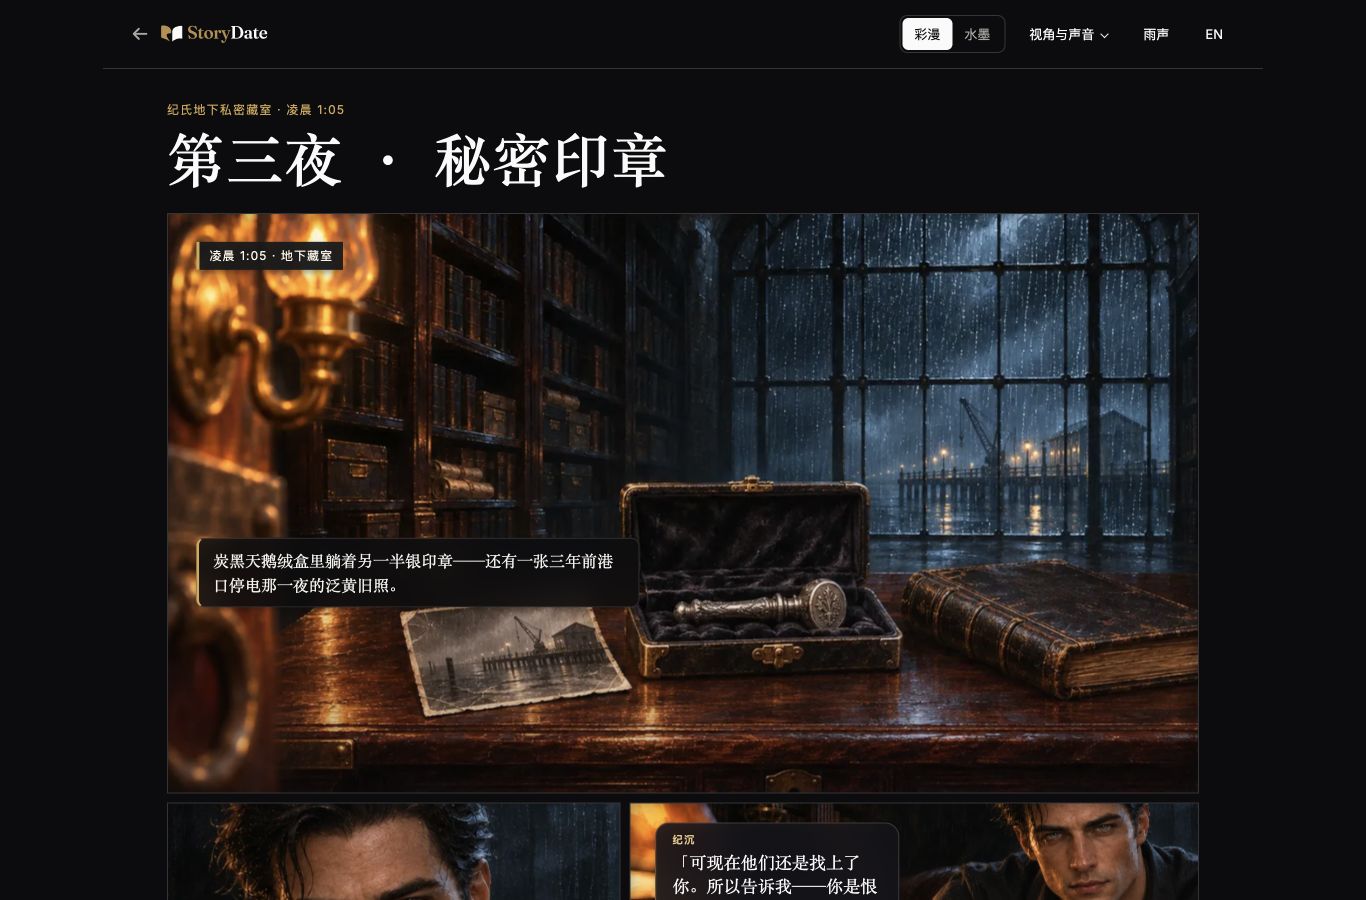 StoryDate
彩漫
水墨
视角与声音
雨声
EN
纪氏地下私密藏室 · 凌晨 1:05
第三夜 · 秘密印章
凌晨 1:05 · 地下藏室
炭黑天鹅绒盒里躺着另一半银印章——还有一张三年前港
口停电那一夜的泛黄旧照。
纪沉
「可现在他们还是找上了
你。所以告诉我——你是恨